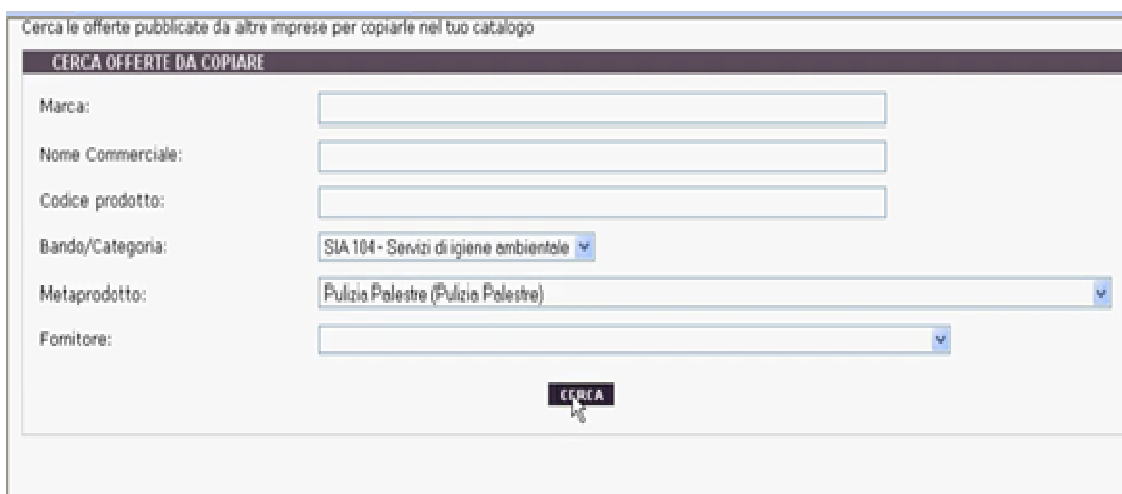 Cerca le offerte pubblicate da altre imprese per copiarle nel tuo catalogo
CERCA OFFERTE DA COPIARE
Marca:
Nome Commerciale:
Codice prodotto:
Bando/Categoria: SIA 104 - Servizi di igiene ambientale
Metaprodotto: Pulizia Palestre (Pulizia Palestre)
Fornitore:
CERCA